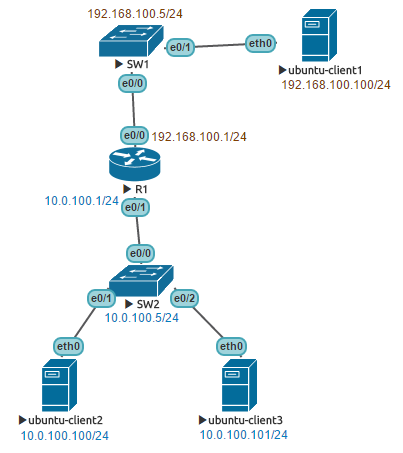 192.168.100.5/24
e0/1
eth0
SW1
ubuntu-client1
192.168.100.100/24
e0/0
e0/0
192.168.100.1/24
R1
10.0.100.1/24
e0/1
e0/0
SW2
e0/1
e0/2
10.0.100.5/24
eth0
eth0
ubuntu-client2
10.0.100.100/24
ubuntu-client3
10.0.100.101/24